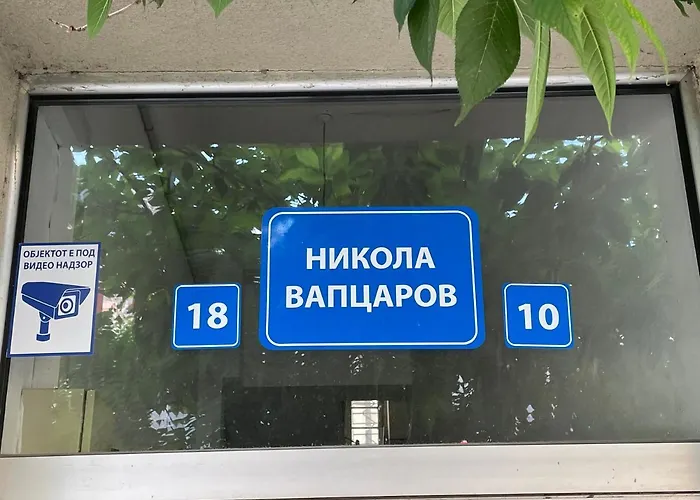 ОБЈЕКТОТ Е ПОД
ВИДЕО НАДЗОР
18
НИКОЛА
ВАПЦАРОВ
10